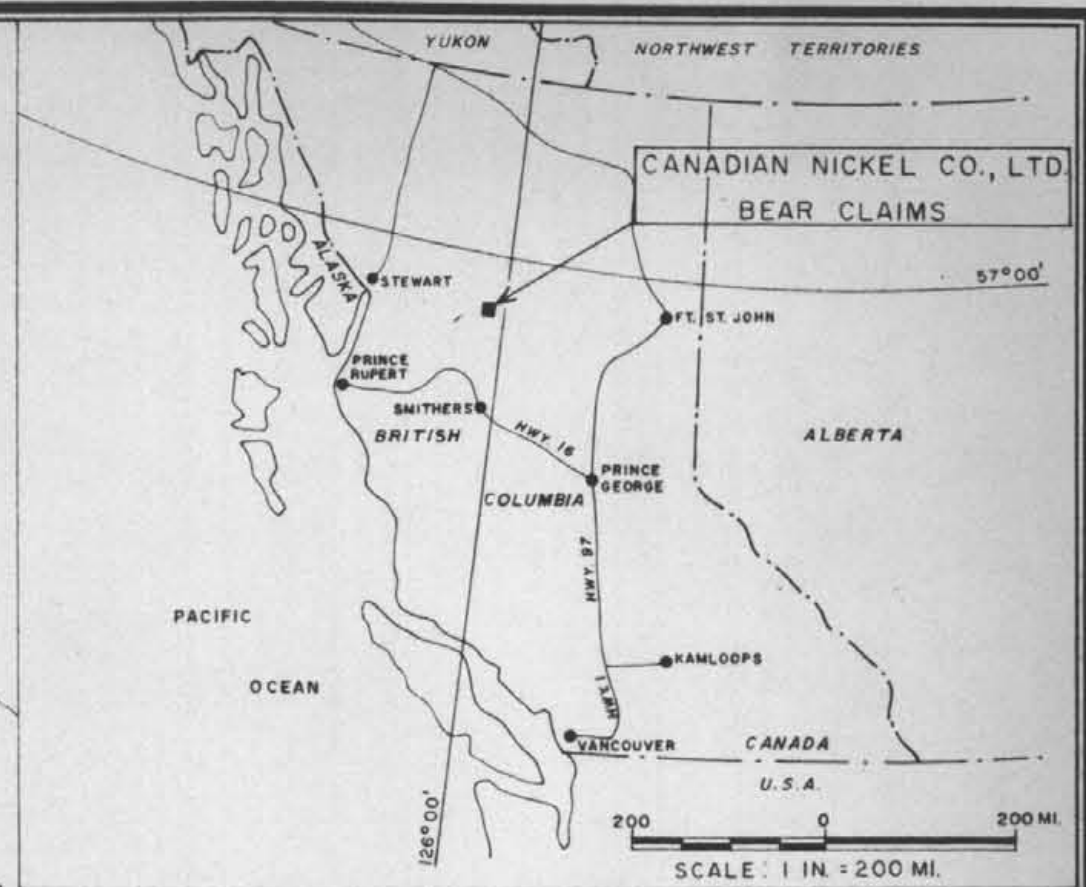 YUKON
NORTHWEST TERRITORIES
CANADIAN NICKEL CO., LTD.
BEAR CLAIMS
ALASKA
57°00'
STEWART
FT. ST. JOHN
PRINCE
RUPERT
SMITHERS
BRITISH
HWY. 16
ALBERTA
PRINCE
GEORGE
COLUMBIA
HWY 97
PACIFIC
OCEAN
KAMLOOPS
HWY. 1
VANCOUVER
CANADA
U.S.A.
126°00'
200 0 200 MI.
SCALE: 1 IN. = 200 MI.